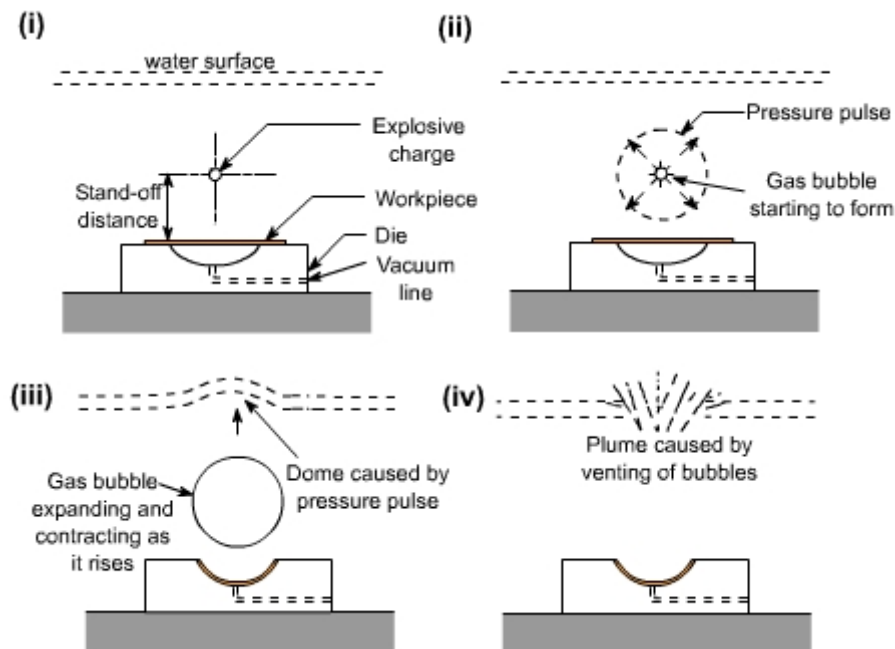 (i)
water surface
Explosive
charge
Stand-off
distance
Workpiece
Die
Vacuum
line
(ii)
Pressure pulse
Gas bubble
starting to form
(iii)
Dome caused by
pressure pulse
Gas bubble
expanding and
contracting as
it rises
(iv)
Plume caused by
venting of bubbles